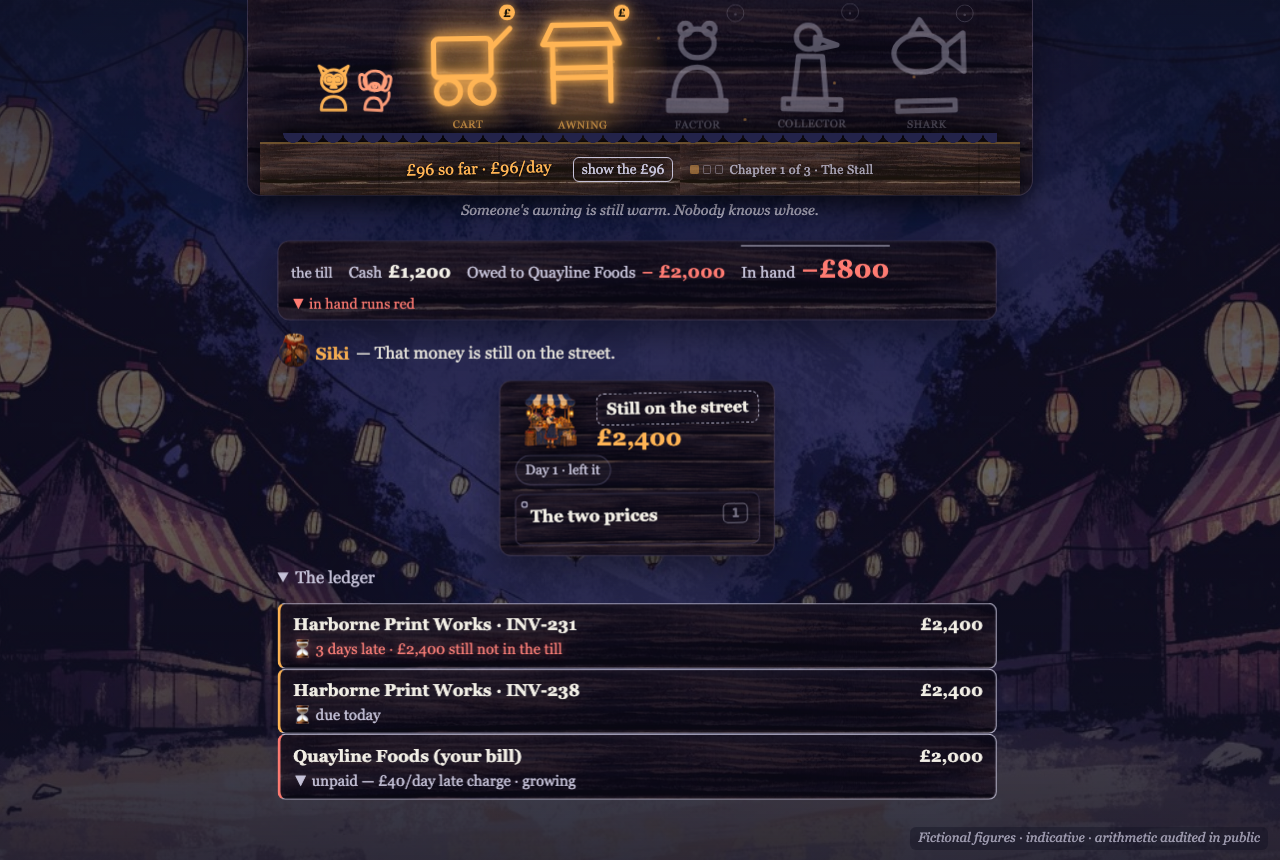 £ £
CART AWNING FACTOR COLLECTOR SHARK
£96 so far · £96/day show the £96 Chapter 1 of 3 · The Stall
Someone's awning is still warm. Nobody knows whose.
the till Cash £1,200 Owed to Quayline Foods − £2,000 In hand −£800
▼ in hand runs red
Siki — That money is still on the street.
Still on the street
£2,400
Day 1 · left it
The two prices 1
▼ The ledger
Harborne Print Works · INV-231 £2,400
⏳ 3 days late · £2,400 still not in the till
Harborne Print Works · INV-238 £2,400
⏳ due today
Quayline Foods (your bill) £2,000
▼ unpaid — £40/day late charge · growing
Fictional figures · indicative · arithmetic audited in public